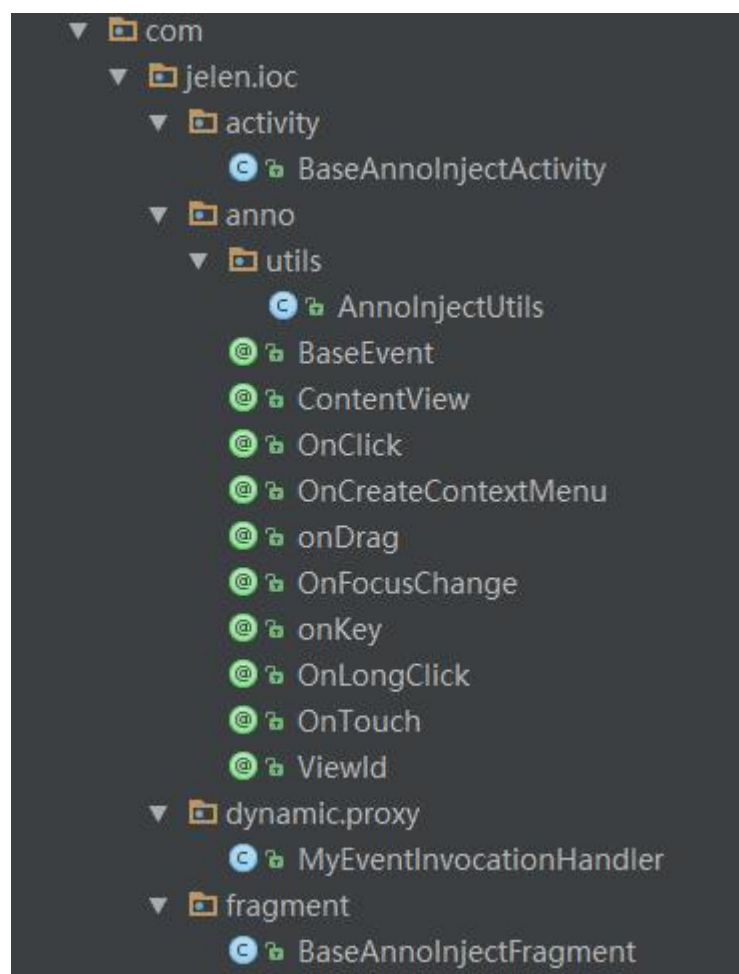 com
jelen.ioc
activity
BaseAnnoInjectActivity
anno
utils
AnnoInjectUtils
BaseEvent
ContentView
OnClick
OnCreateContextMenu
onDrag
OnFocusChange
onKey
OnLongClick
OnTouch
ViewId
dynamic.proxy
MyEventInvocationHandler
fragment
BaseAnnoInjectFragment